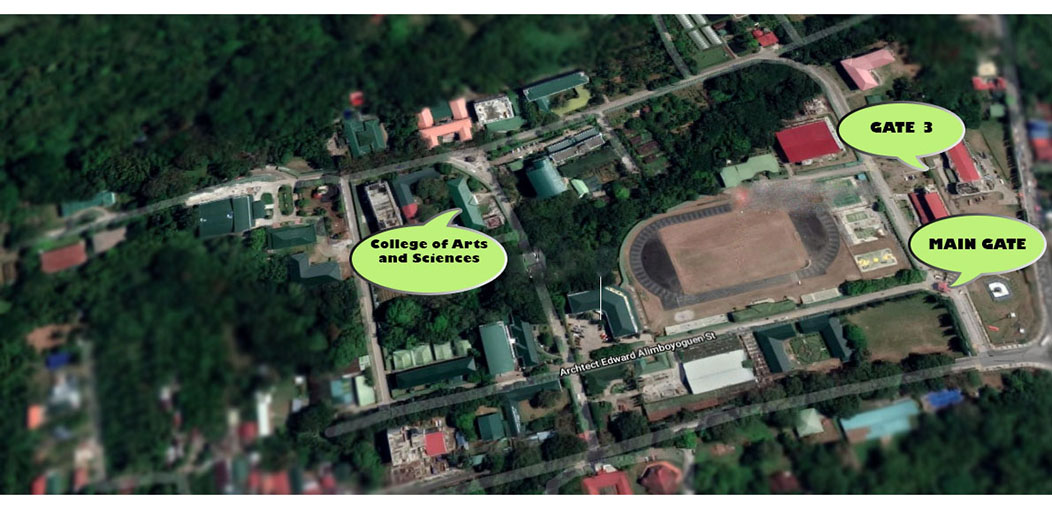 GATE 3
College of Arts
and Sciences
MAIN GATE
Archtect Edward Alimboyoguen St